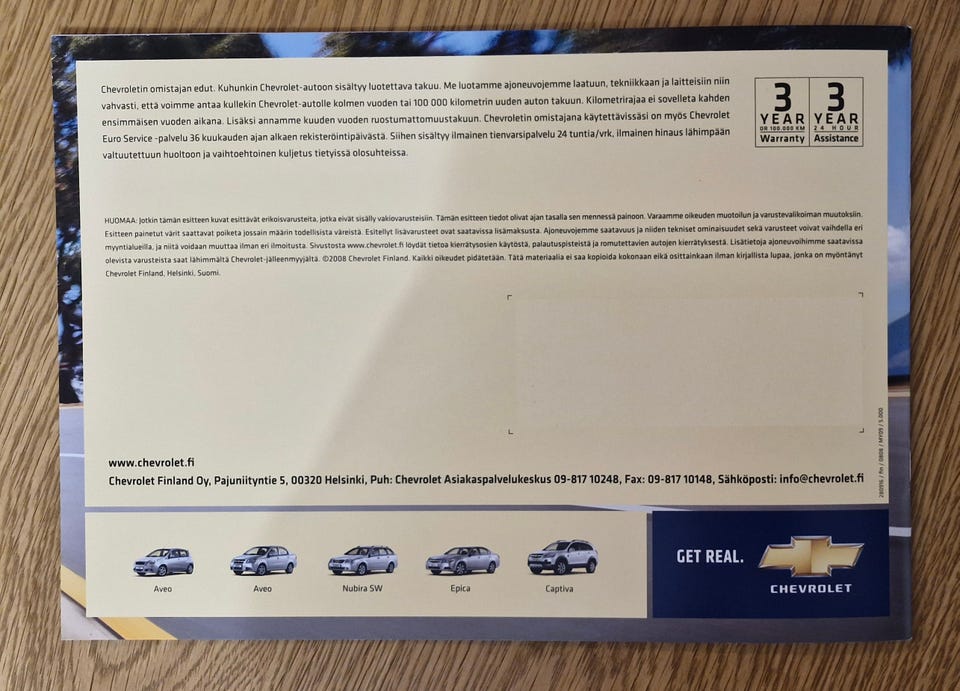 Chevroletin omistajan edut. Kuhunkin Chevrolet-autoon sisältyy luotettava takuu. Me luotamme ajoneuvojemme laatuun, tekniikkaan ja laitteisiin niin
vahvasti, että voimme antaa kullekin Chevrolet-autolle kolmen vuoden tai 100 000 kilometrin uuden auton takuun. Kilometrirajaa ei sovelleta kahden
ensimmäisen vuoden aikana. Lisäksi annamme kuuden vuoden ruostumattomuustakuun. Chevroletin omistajana käytettävissäsi on myös Chevrolet
Euro Service -palvelu 36 kuukauden ajan alkaen rekisteröintipäivästä. Siihen sisältyy ilmainen tienvarsipalvelu 24 tuntia/vrk, ilmainen hinaus lähimpään
valtuutettuun huoltoon ja vaihtoehtoinen kuljetus tietyissä olosuhteissa.
3 YEAR OR 100.000 KM Warranty
3 YEAR 24 HOUR Assistance
HUOMAA: Jotkin tämän esitteen kuvat esittävät erikoisvarusteita, jotka eivät sisälly vakiovarusteisiin. Tämän esitteen tiedot olivat ajan tasalla sen mennessä painoon. Varaamme oikeuden muotoilun ja varustevalikoiman muutoksiin.
Esitteen painetut värit saattavat poiketa jossain määrin todellisista väreistä. Esitellyt lisävarusteet ovat saatavissa lisämaksusta. Ajoneuvojemme saatavuus ja niiden tekniset ominaisuudet sekä varusteet voivat vaihdella eri
myyntialueilla, ja niitä voidaan muuttaa ilman eri ilmoitusta. Sivustosta www.chevrolet.fi löydät tietoa kierrätysosien käytöstä, palautuspisteistä ja romutettavien autojen kierrätyksestä. Lisätietoja ajoneuvoihimme saatavissa
olevista varusteista saat lähimmältä Chevrolet-jälleenmyyjältä. ©2008 Chevrolet Finland. Kaikki oikeudet pidätetään. Tätä materiaalia ei saa kopioida kokonaan eikä osittainkaan ilman kirjallista lupaa, jonka on myöntänyt
Chevrolet Finland, Helsinki, Suomi.
280916 / fin / 0808 / MY09 / 5.000
www.chevrolet.fi
Chevrolet Finland Oy, Pajuniityntie 5, 00320 Helsinki, Puh: Chevrolet Asiakaspalvelukeskus 09-817 10248, Fax: 09-817 10148, Sähköposti: info@chevrolet.fi
Aveo
Aveo
Nubira SW
Epica
Captiva
GET REAL.
CHEVROLET